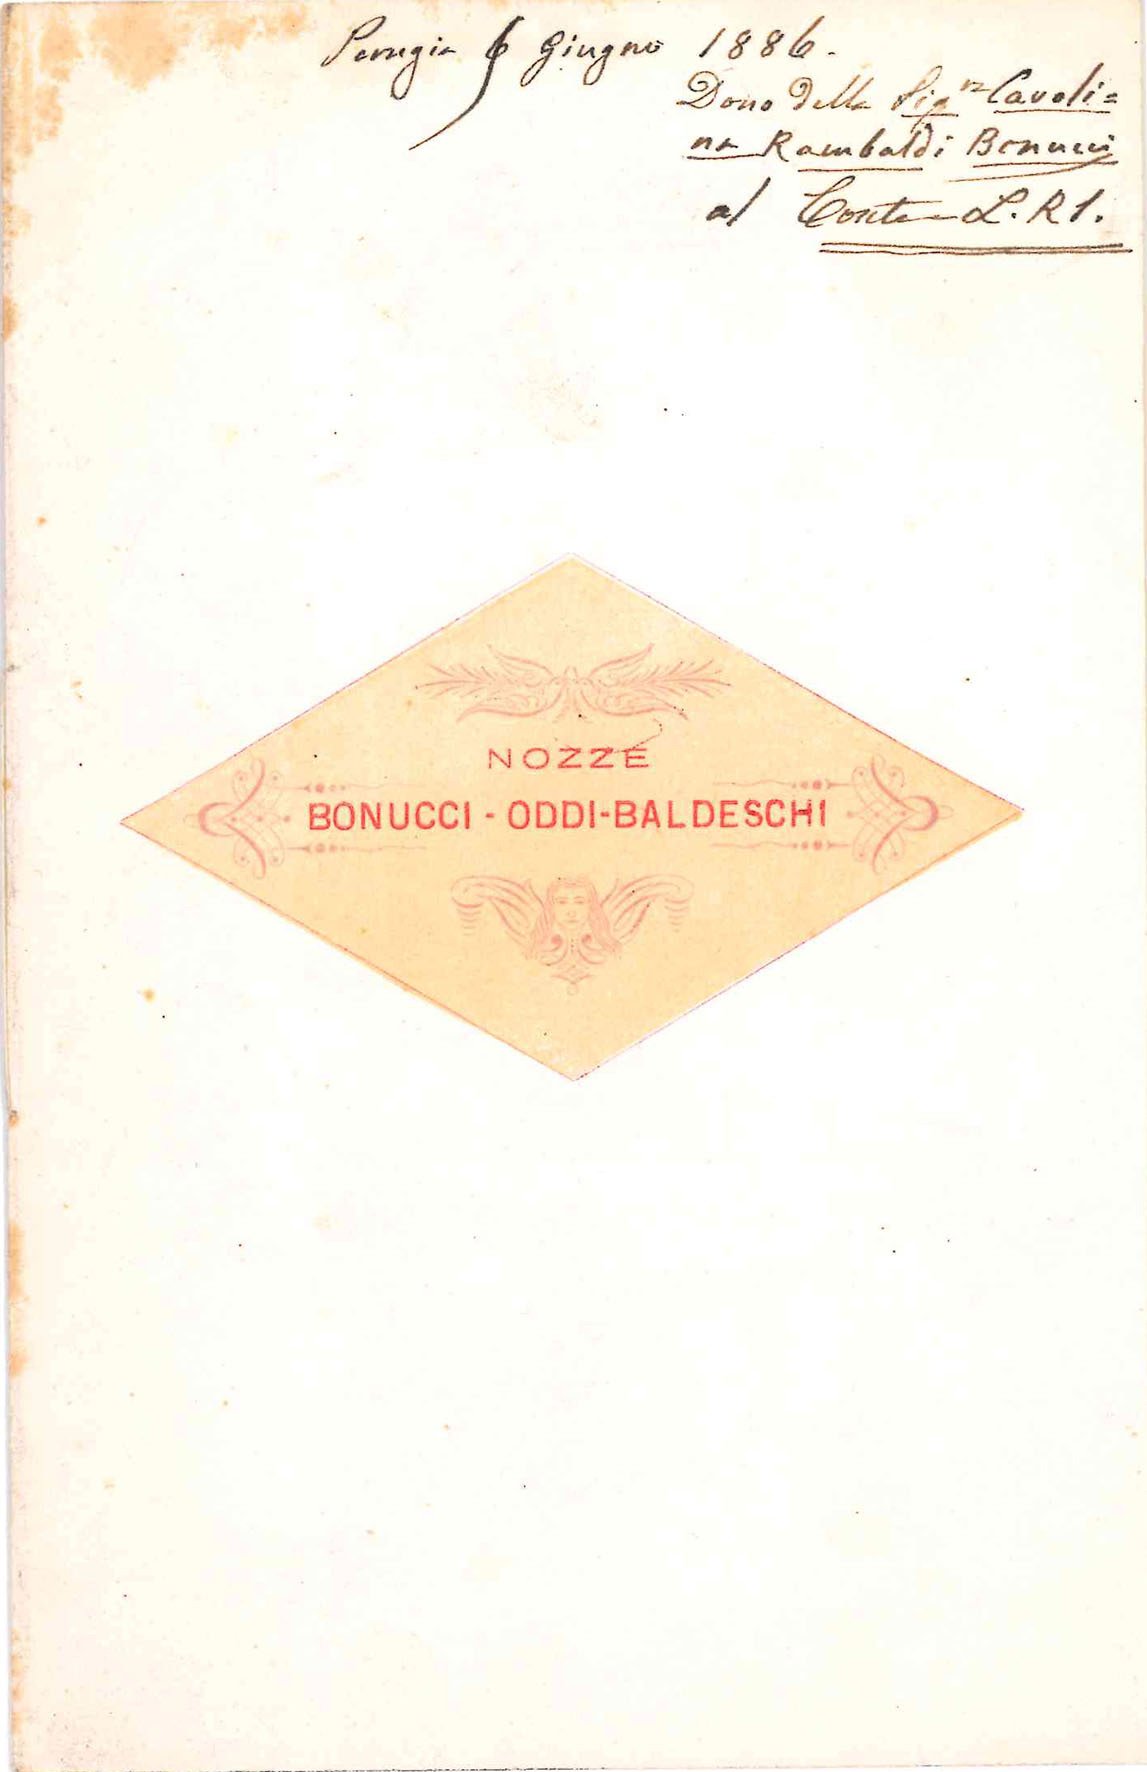 Perugia 6 Giugno 1886.
Dono della Sig.ra Caroli=
na Rambaldi Bonucci
al Conte L. R1.
NOZZE
BONUCCI - ODDI-BALDESCHI